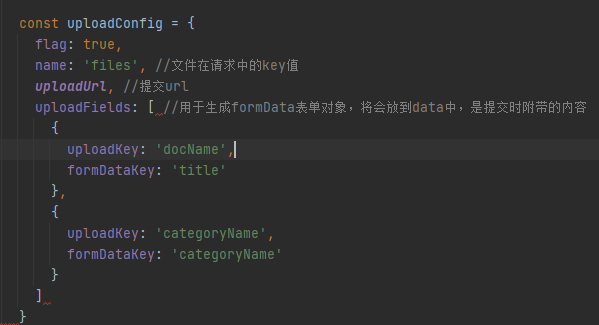 const uploadConfig = {
flag: true,
name: 'files', //文件在请求中的key值
uploadUrl, //提交url
uploadFields: [ //用于生成formData表单对象，将会放到data中，是提交时附带的内容
{
uploadKey: 'docName',
formDataKey: 'title'
},
{
uploadKey: 'categoryName',
formDataKey: 'categoryName'
}
]
}